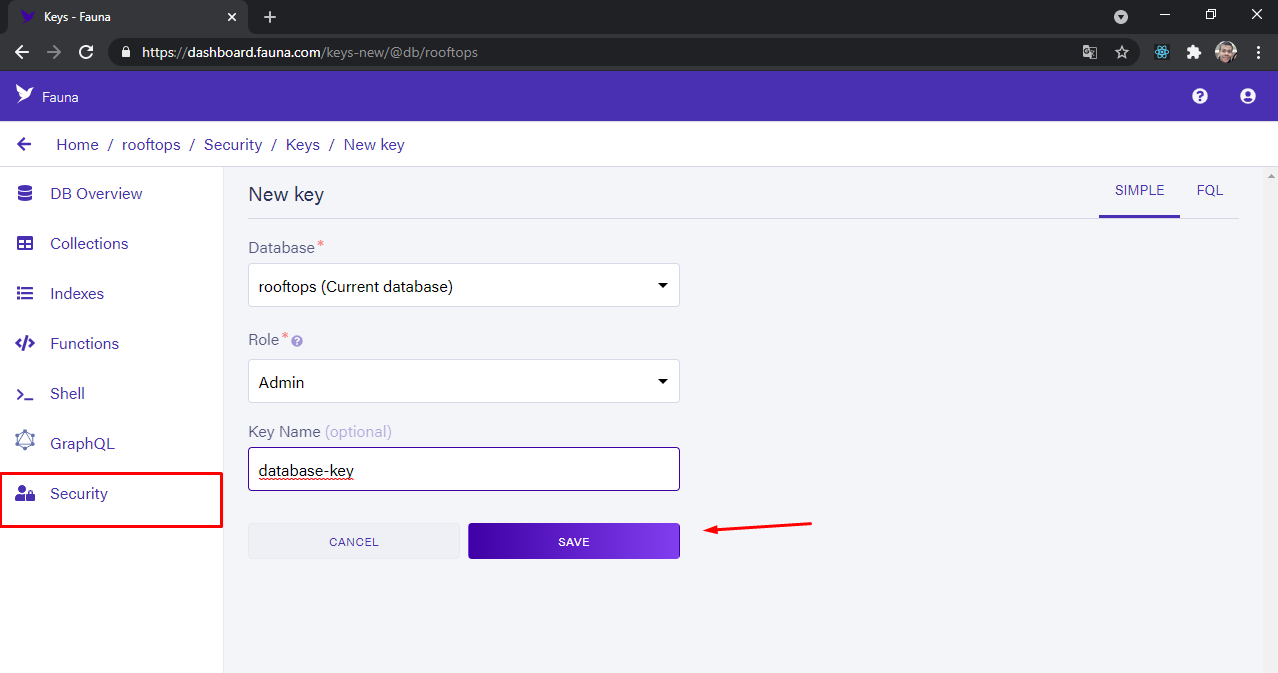 Keys - Fauna
https://dashboard.fauna.com/keys-new/@db/rooftops
Fauna
Home / rooftops / Security / Keys / New key
DB Overview
Collections
Indexes
Functions
Shell
GraphQL
Security
New key
SIMPLE FQL
Database*
rooftops (Current database)
Role* ?
Admin
Key Name (optional)
database-key
CANCEL SAVE